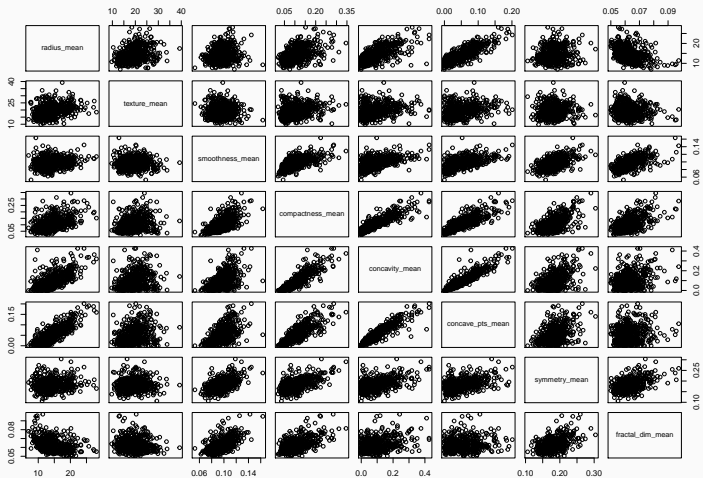 10 20 30 40
0.05 0.20 0.35
0.00 0.10 0.20
0.05 0.07 0.09
radius_mean
10 20
10 25 40
texture_mean
smoothness_mean
0.06 0.14
0.05 0.25
compactness_mean
concavity_mean
0.0 0.2 0.4
0.00 0.15
concave_pts_mean
symmetry_mean
0.10 0.25
0.05 0.08
fractal_dim_mean
10 20
0.06 0.10 0.14
0.0 0.2 0.4
0.10 0.20 0.30